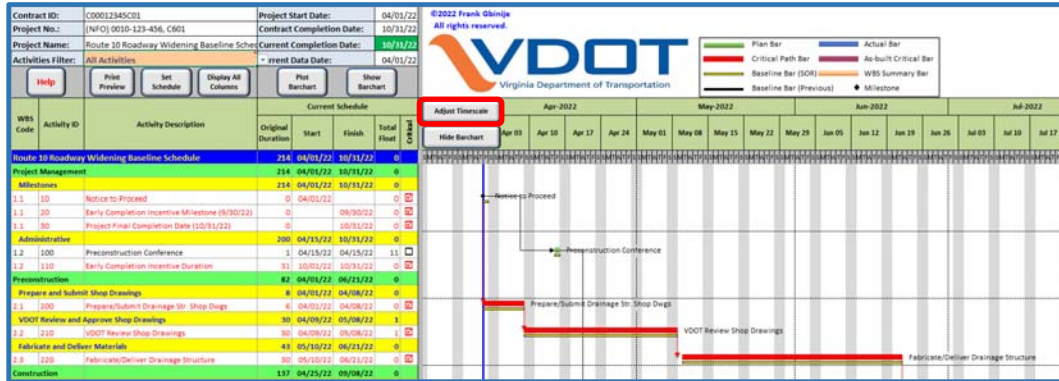 Contract ID: C00012345C01 Project Start Date: 04/01/22
Project No.: (NFO) 0010-123-456, C601 Contract Completion Date: 10/31/22
Project Name: Route 10 Roadway Widening Baseline Sche Current Completion Date: 10/31/22
Activities Filter: All Activities rrent Data Date: 04/01/22
Help Print Preview Set Schedule Display All Columns Plot Barchart Show Barchart
©2022 Frank Gbinije
All rights reserved.
VDOT
Virginia Department of Transportation
Plan Bar Actual Bar
Critical Path Bar As-built Critical Bar
Baseline Bar (SOR) WBS Summary Bar
Baseline Bar (Previous) Milestone
Adjust Timescale
Hide Barchart
Apr-2022 May-2022 Jun-2022 Jul-2022
Apr 03 Apr 10 Apr 17 Apr 24 May 01 May 08 May 15 May 22 May 29 Jun 05 Jun 12 Jun 19 Jun 26 Jul 03 Jul 10 Jul 17
Current Schedule
WBS Code Activity ID Activity Description Original Duration Start Finish Total Float Critical
Route 10 Roadway Widening Baseline Schedule 214 04/01/22 10/31/22 0
Project Management 214 04/01/22 10/31/22 0
Milestones 214 04/01/22 10/31/22 0
1.1 10 Notice to Proceed 0 04/01/22 0
Notice to Proceed
1.1 20 Early Completion Incentive Milestone (9/30/22) 0 09/30/22 0
1.1 30 Project Final Completion Date (10/31/22) 0 10/31/22 0
Administrative 200 04/15/22 10/31/22 0
1.2 100 Preconstruction Conference 1 04/15/22 04/15/22 11
Preconstruction Conference
1.2 110 Early Completion Incentive Duration 31 10/01/22 10/31/22 0
Preconstruction 82 04/01/22 06/21/22 0
Prepare and Submit Shop Drawings 8 04/01/22 04/08/22 0
2.1 200 Prepare/Submit Drainage Str. Shop Dwgs 6 04/01/22 04/08/22 0
Prepare/Submit Drainage Str. Shop Dwgs
VDOT Review and Approve Shop Drawings 30 04/09/22 05/08/22 1
2.2 210 VDOT Review Shop Drawings 30 04/09/22 05/08/22 1
VDOT Review Shop Drawings
Fabricate and Deliver Materials 43 05/10/22 06/21/22 0
2.3 220 Fabricate/Deliver Drainage Structure 30 05/10/22 06/21/22 0
Fabricate/Deliver Drainage Structure
Construction 137 04/25/22 09/08/22 0